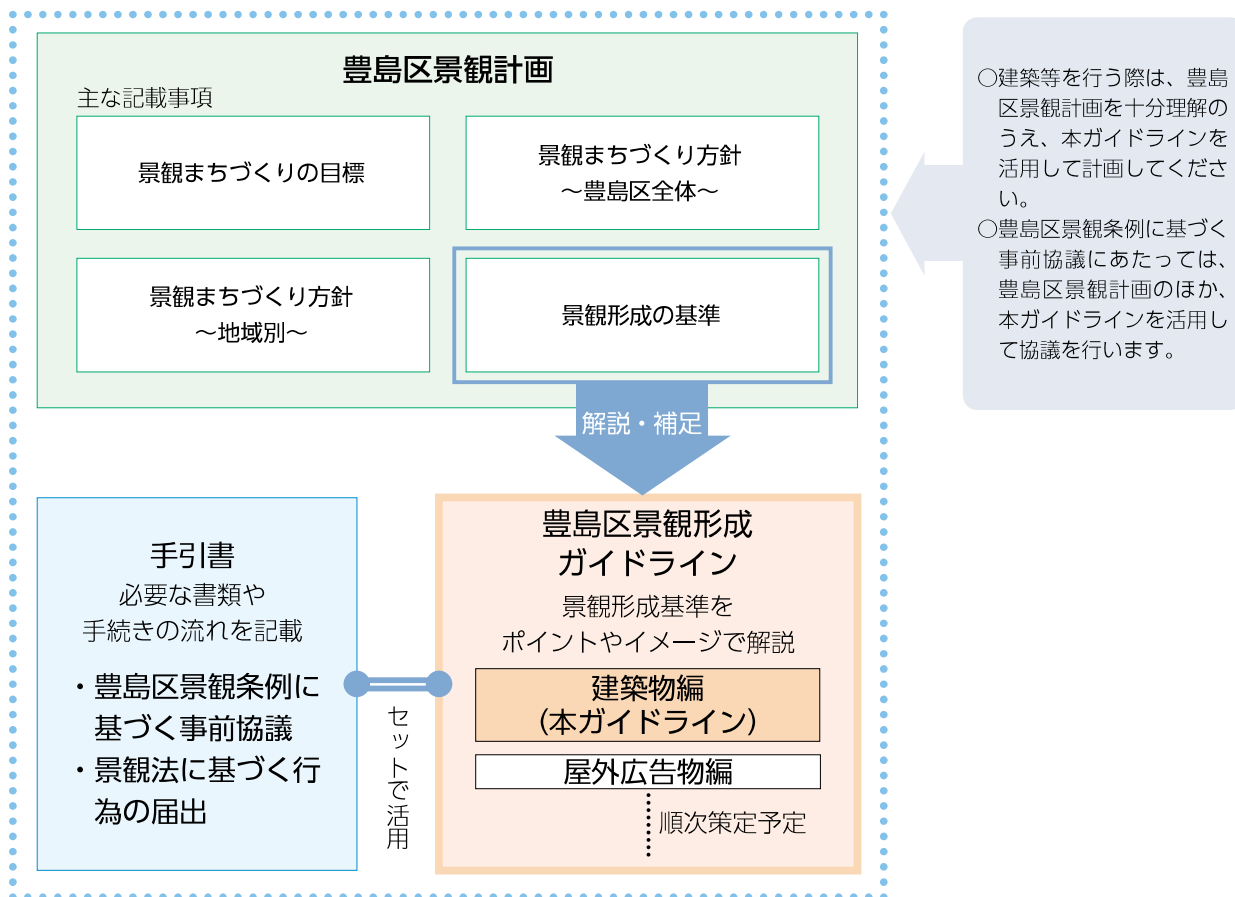 豊島区景観計画
主な記載事項
景観まちづくりの目標
景観まちづくり方針
～豊島区全体～
景観まちづくり方針
～地域別～
景観形成の基準
解説・補足
○建築等を行う際は、豊島
区景観計画を十分理解の
うえ、本ガイドラインを
活用して計画してくださ
い。
○豊島区景観条例に基づく
事前協議にあたっては、
豊島区景観計画のほか、
本ガイドラインを活用し
て協議を行います。
手引書
必要な書類や
手続きの流れを記載
・豊島区景観条例に
基づく事前協議
・景観法に基づく行
為の届出
セットで活用
豊島区景観形成
ガイドライン
景観形成基準を
ポイントやイメージで解説
建築物編
（本ガイドライン）
屋外広告物編
順次策定予定